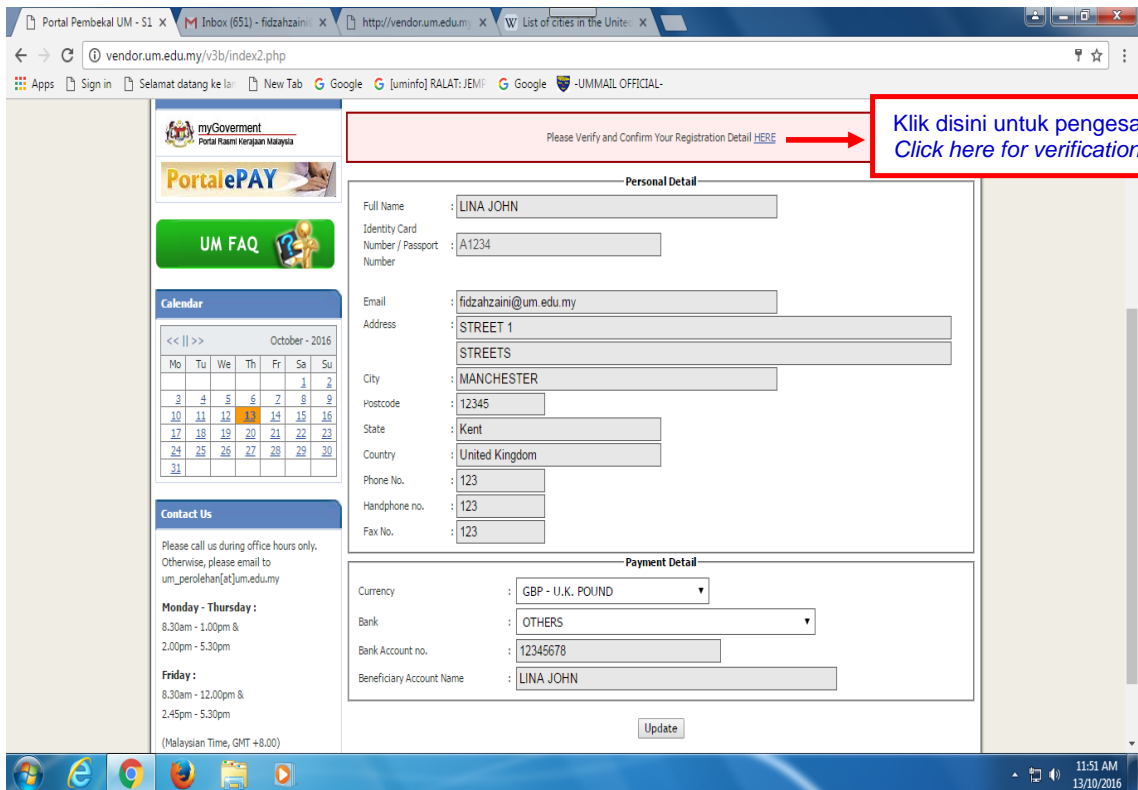 Portal Pembekal UM - S1
Inbox (651) - fidzahzaini
http://vendor.um.edu.my
List of cities in the Unite
vendor.um.edu.my/v3b/index2.php
Apps Sign in Selamat datang ke la New Tab Google [uminfo] RALAT: JEM Google -UMMAIL OFFICIAL-
myGoverment
Portal Rasmi Kerajaan Malaysia
PortalePAY
UM FAQ
Calendar
<< || >> October - 2016
Mo Tu We Th Fr Sa Su
1 2
3 4 5 6 7 8 9
10 11 12 13 14 15 16
17 18 19 20 21 22 23
24 25 26 27 28 29 30
31
Contact Us
Please call us during office hours only.
Otherwise, please email to
um_perolehan[at]um.edu.my
Monday - Thursday :
8.30am - 1.00pm &
2.00pm - 5.30pm
Friday :
8.30am - 12.00pm &
2.45pm - 5.30pm
(Malaysian Time, GMT +8.00)
Please Verify and Confirm Your Registration Detail HERE
Klik disini untuk pengesa
Click here for verification
Personal Detail
Full Name : LINA JOHN
Identity Card
Number / Passport : A1234
Number
Email : fidzahzaini@um.edu.my
Address : STREET 1
STREETS
City : MANCHESTER
Postcode : 12345
State : Kent
Country : United Kingdom
Phone No. : 123
Handphone no. : 123
Fax No. : 123
Payment Detail
Currency : GBP - U.K. POUND
Bank : OTHERS
Bank Account no. : 12345678
Beneficiary Account Name : LINA JOHN
Update
11:51 AM
13/10/2016